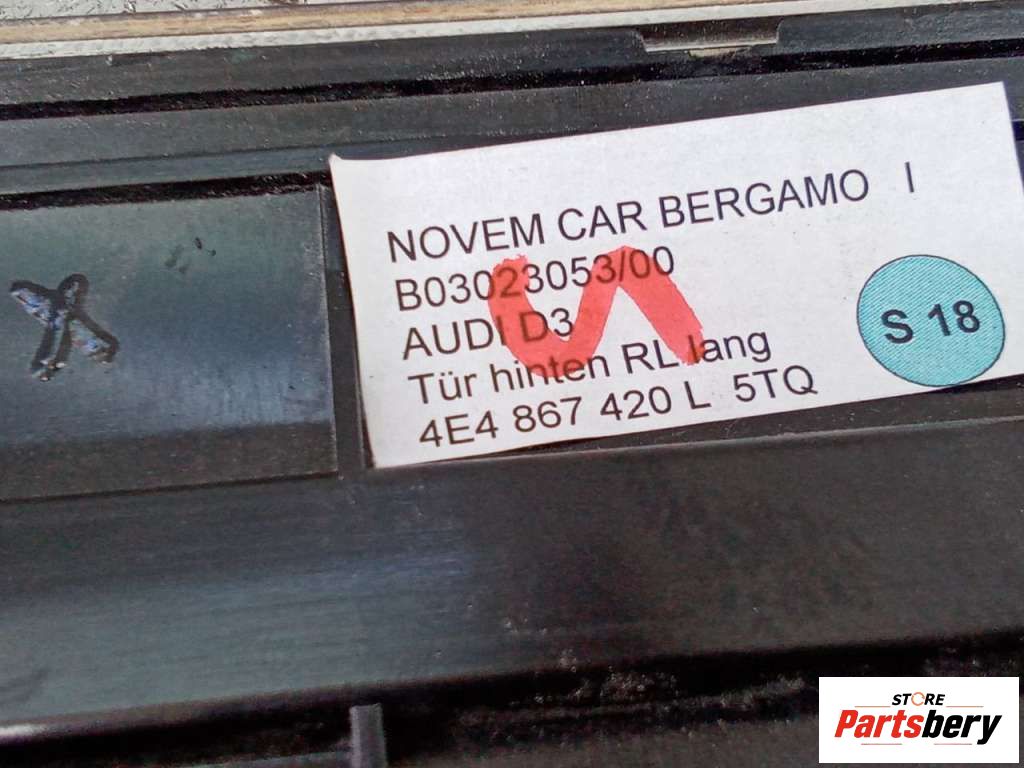 NOVEM CAR BERGAMO I
B03023053/00
AUDI D3
Tür hinten RL lang
4E4 867 420 L 5TQ
S 18
X
STORE
Partsbery